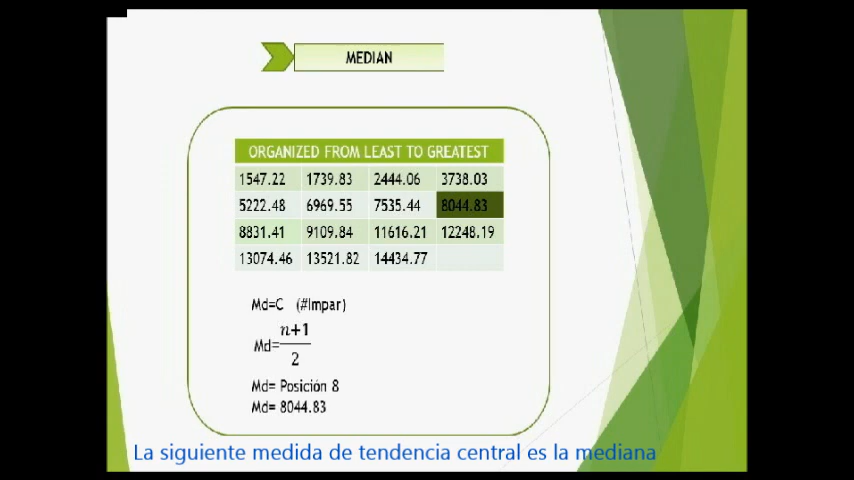 MEDIAN
ORGANIZED FROM LEAST TO GREATEST
1547.22 1739.83 2444.06 3738.03
5222.48 6969.55 7535.44 8044.83
8831.41 9109.84 11616.21 12248.19
13074.46 13521.82 14434.77
Md=C (#Impar)
Md= n+1
2
Md= Posición 8
Md= 8044.83
La siguiente medida de tendencia central es la mediana